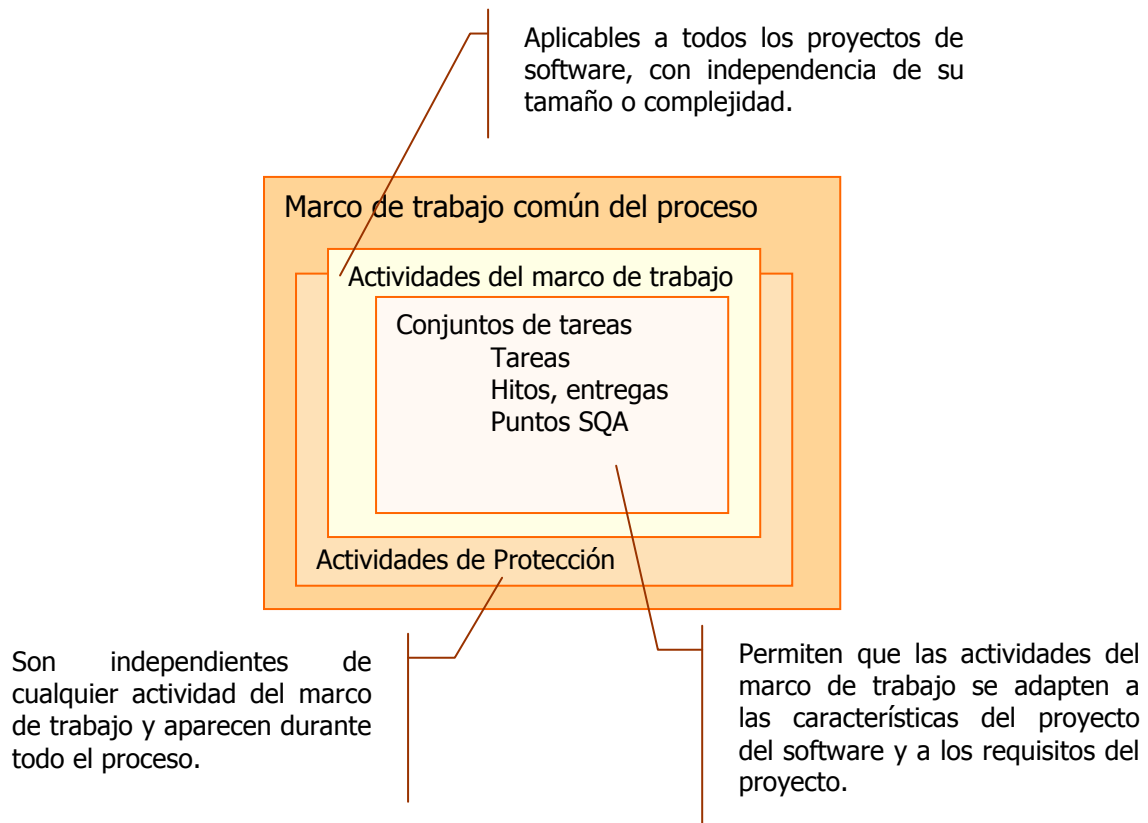 Aplicables a todos los proyectos de
software, con independencia de su
tamaño o complejidad.
Marco de trabajo común del proceso
Actividades del marco de trabajo
Conjuntos de tareas
Tareas
Hitos, entregas
Puntos SQA
Actividades de Protección
Son independientes de
cualquier actividad del marco
de trabajo y aparecen durante
todo el proceso.
Permiten que las actividades del
marco de trabajo se adapten a
las características del proyecto
del software y a los requisitos del
proyecto.